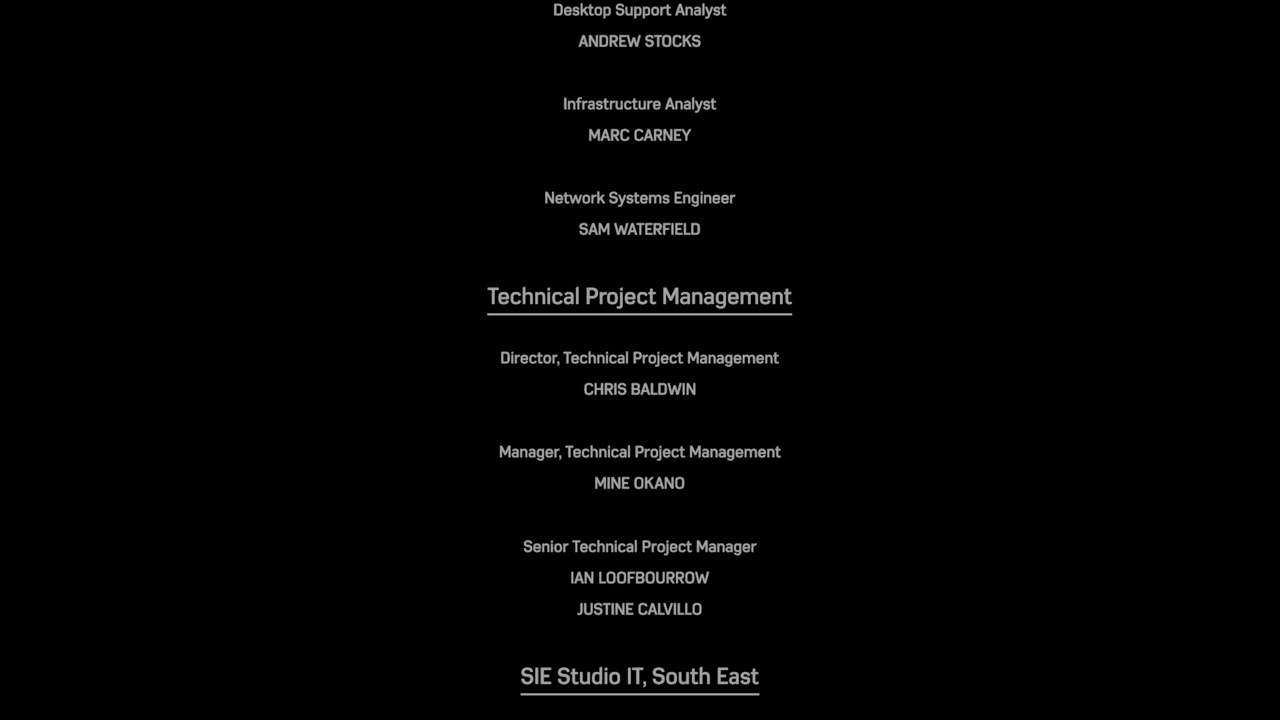 Desktop Support Analyst
ANDREW STOCKS
Infrastructure Analyst
MARC CARNEY
Network Systems Engineer
SAM WATERFIELD
Technical Project Management
Director, Technical Project Management
CHRIS BALDWIN
Manager, Technical Project Management
MINE OKANO
Senior Technical Project Manager
IAN LOOFBOURROW
JUSTINE CALVILLO
SIE Studio IT, South East